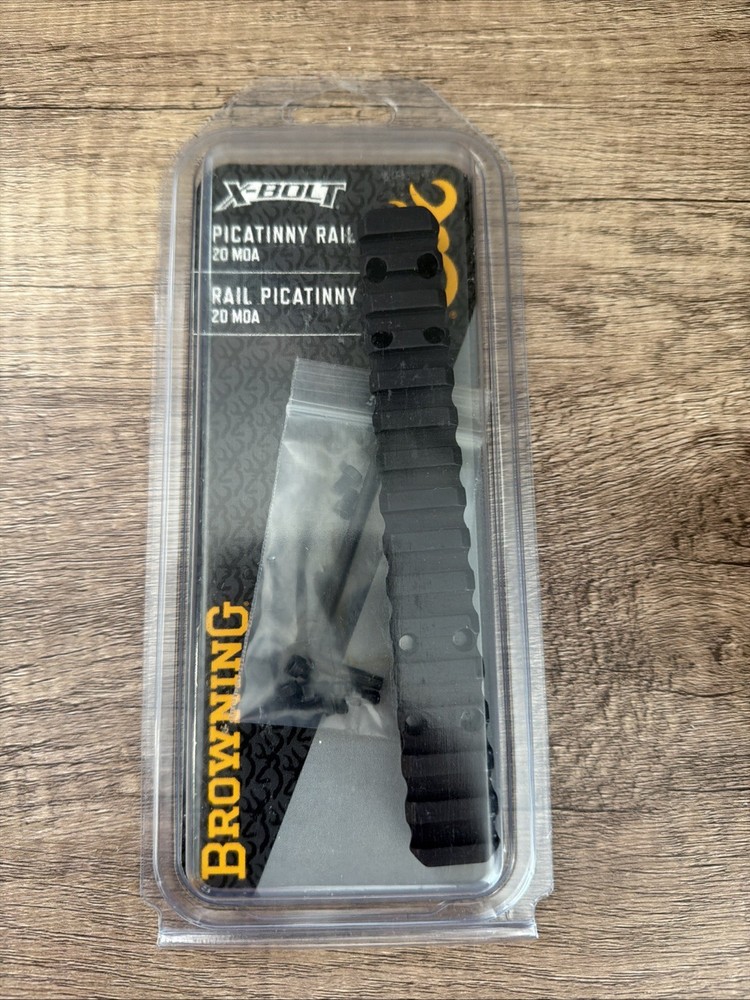 X-BOLT
PICATINNY RAIL
20 MOA
RAIL PICATINNY
20 MOA
BROWNING